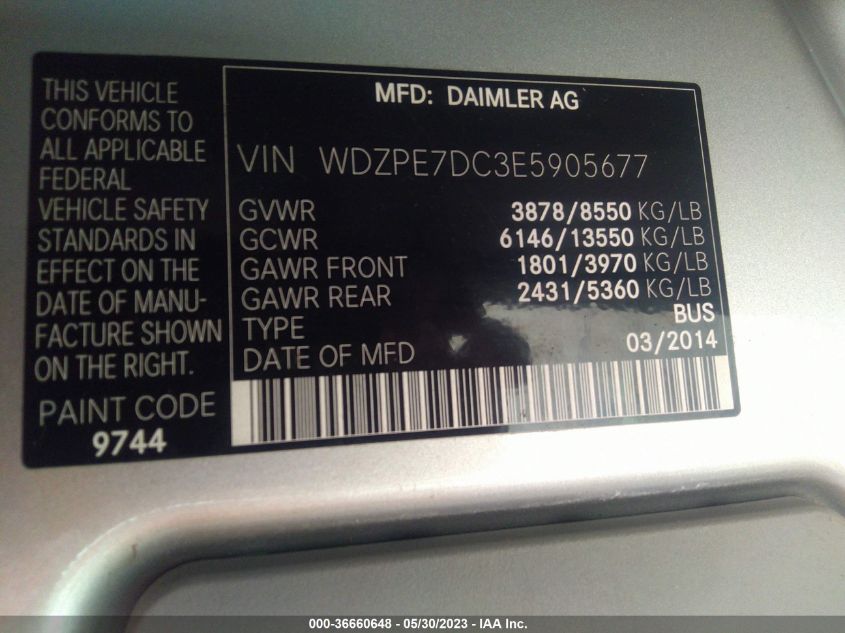 THIS VEHICLE
CONFORMS TO
ALL APPLICABLE
FEDERAL
VEHICLE SAFETY
STANDARDS IN
EFFECT ON THE
DATE OF MANU-
FACTURE SHOWN
ON THE RIGHT.
PAINT CODE
9744
MFD: DAIMLER AG
VIN WDZPE7DC3E5905677
GVWR 3878/8550 KG/LB
GCWR 6146/13550 KG/LB
GAWR FRONT 1801/3970 KG/LB
GAWR REAR 2431/5360 KG/LB
TYPE BUS
DATE OF MFD 03/2014
000-36660648 - 05/30/2023 - IAA Inc.